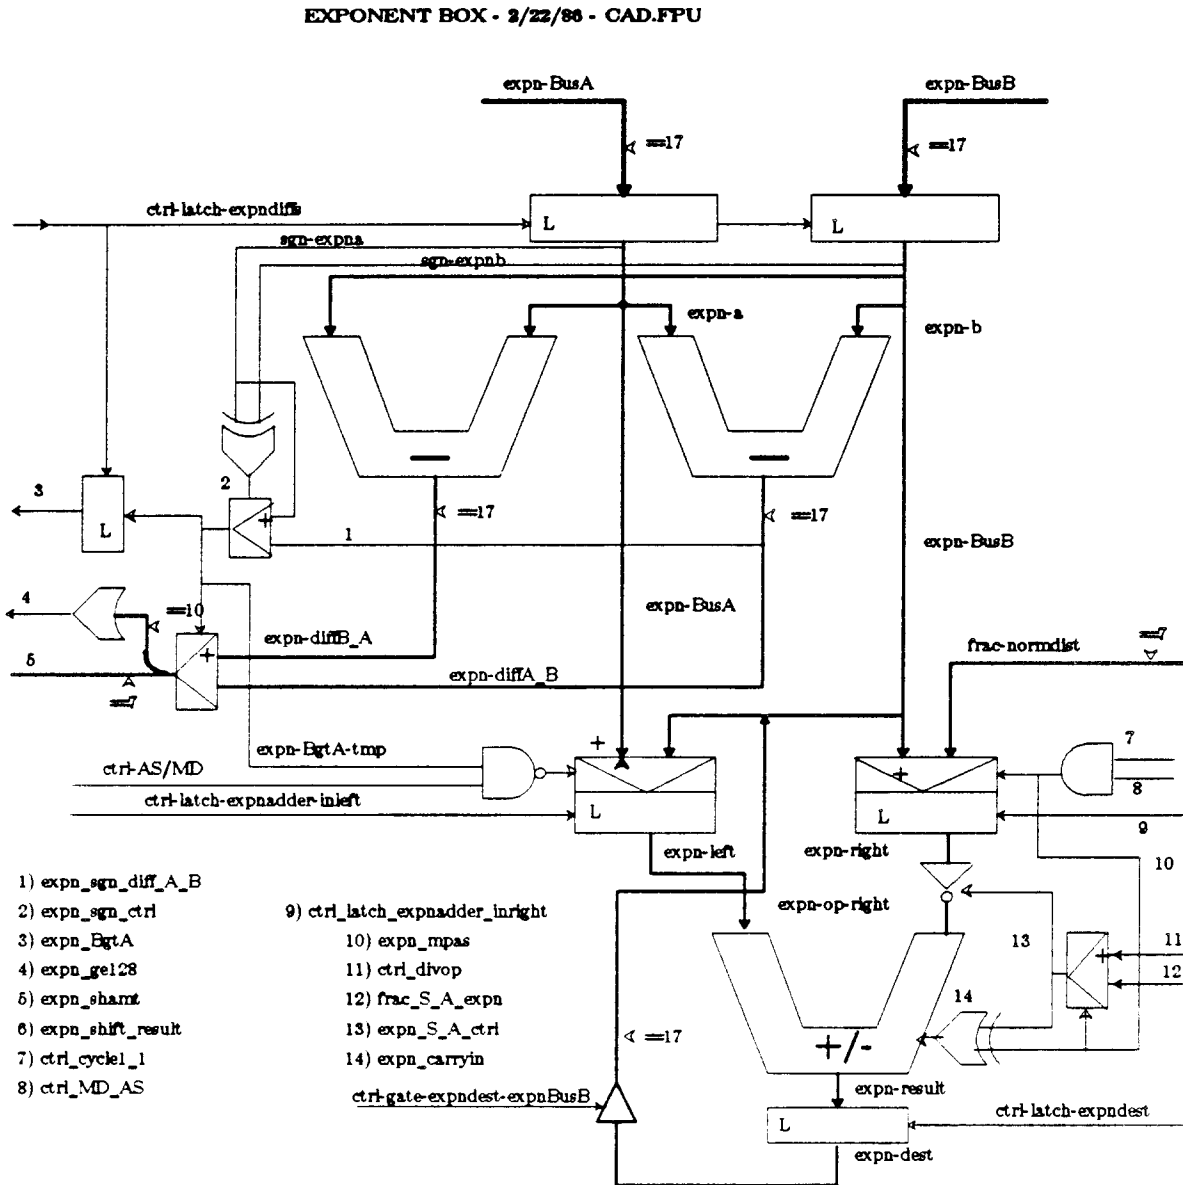 EXPONENT BOX - 2/22/86 - CAD.FPU
expn-BusA
expn-BusB
==17
==17
ctrl-latch-expndiffs
L
L
sgn-expna
sgn-expnb
expn-a
expn-b
3
2
+
==17
==17
L
1
expn-BusB
4
==10
expn-BusA
expn-diffB_A
+
frac-normdist
==7
5
expn-diffA_B
==7
+
7
expn-BgtA-tmp
ctrl-AS/MD
+
8
ctrl-latch-expnadder-inleft
L
L
9
expn-left
expn-right
10
1) expn_sgn_diff_A_B
2) expn_sgn_ctrl
3) expn_BgtA
4) expn_ge128
5) expn_shamt
6) expn_shift_result
7) ctrl_cycle1_1
8) ctrl_MD_AS
9) ctrl_latch_expnadder_inright
10) expn_mpas
11) ctrl_divop
12) frac_S_A_expn
13) expn_S_A_ctrl
14) expn_carryin
expn-op-right
13
11
+
12
14
==17
+/-
ctrl-gate-expndest-expnBusB
expn-result
ctrl-latch-expndest
L
expn-dest